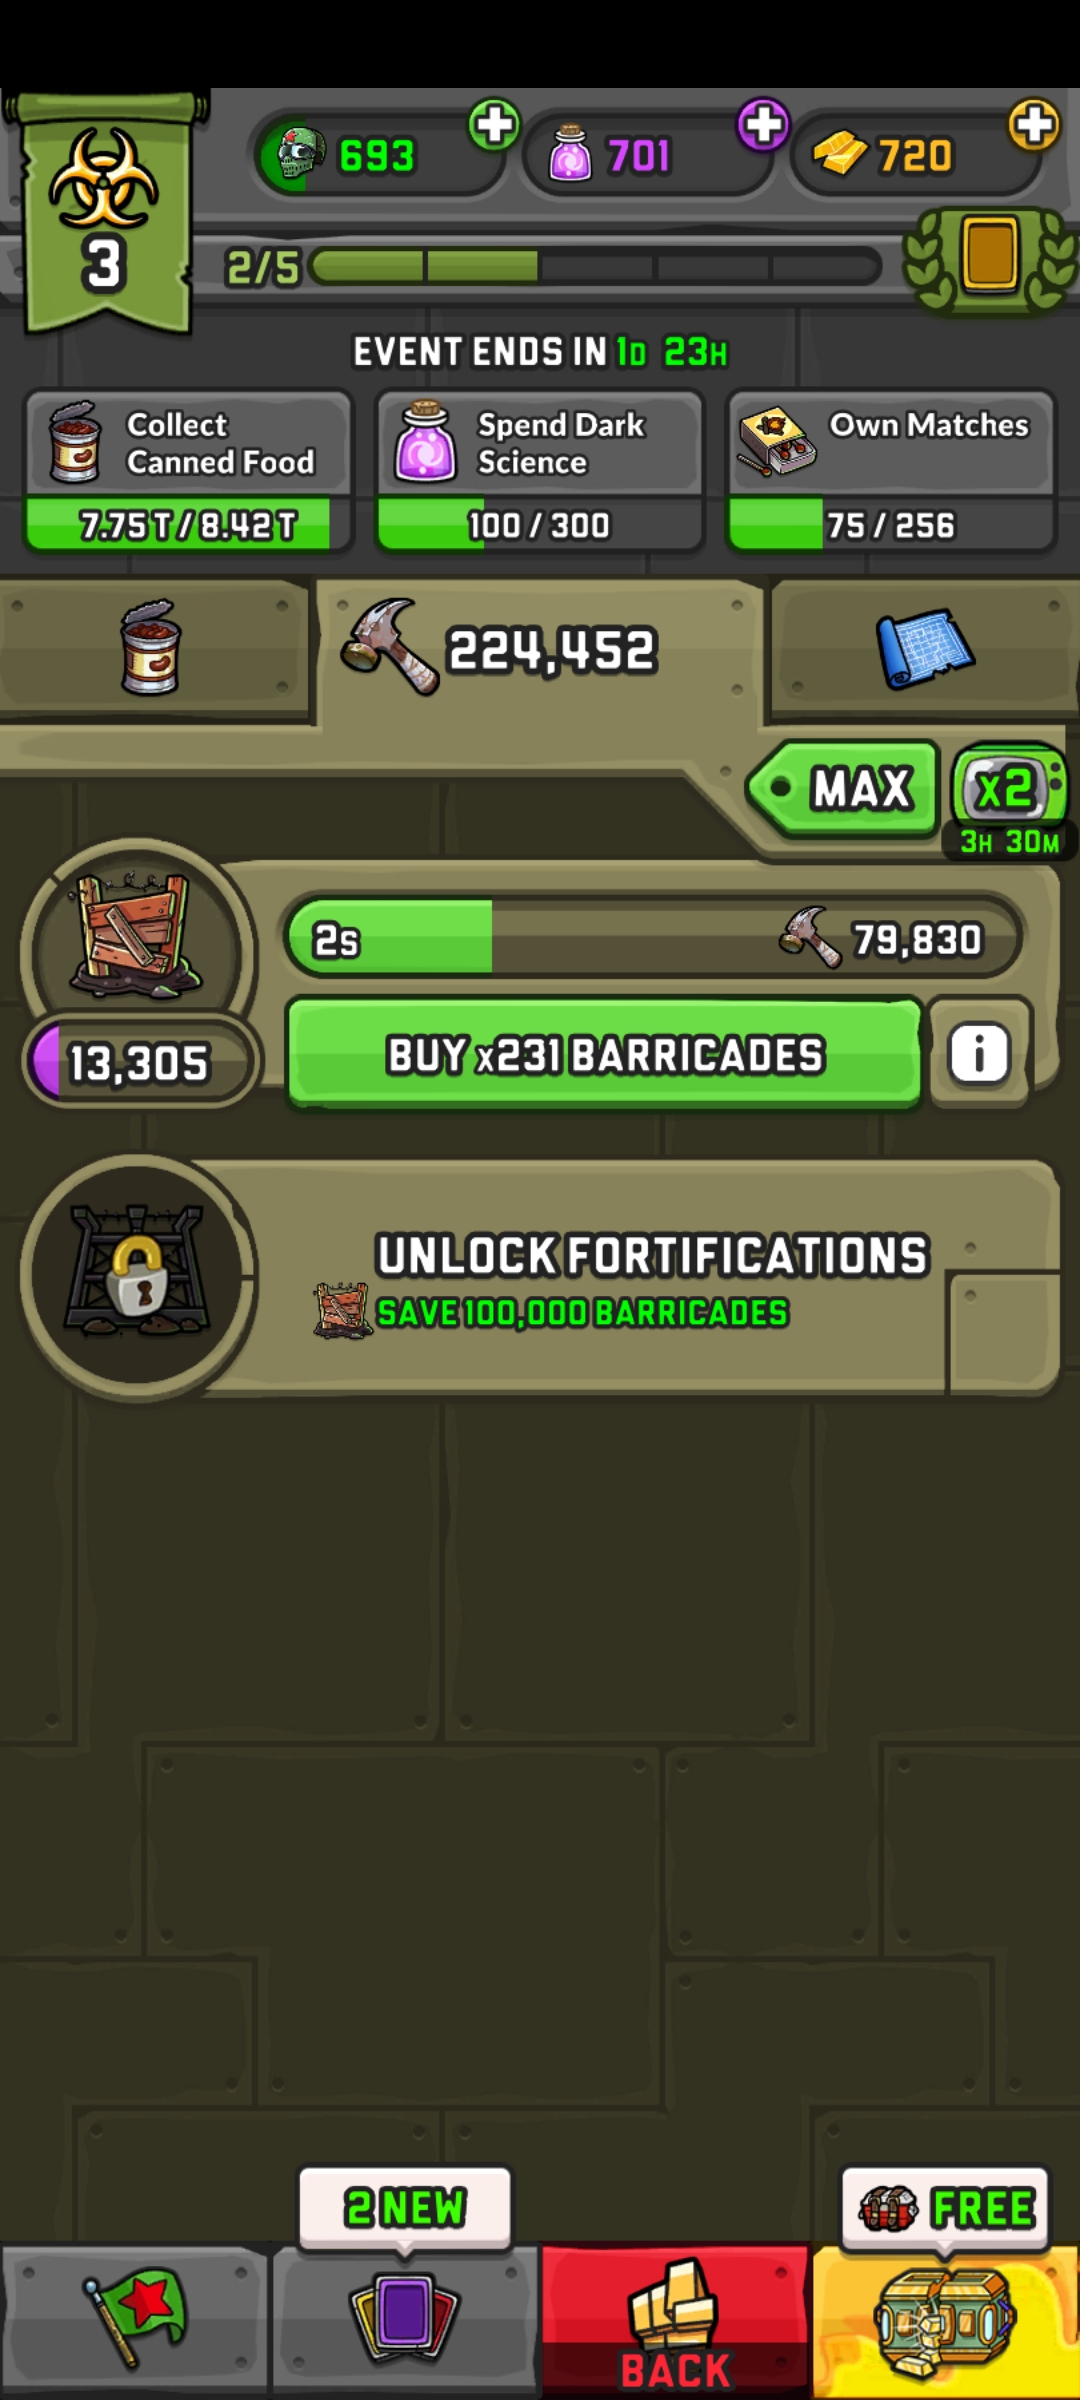 693
701
720
3
2/5
EVENT ENDS IN 1D 23H
Collect
Canned Food
7.75T/8.42T
Spend Dark
Science
100/300
Own Matches
75/256
224,452
MAX
x2
3H 30M
2s
79,830
13,305
BUY x231 BARRICADES
i
UNLOCK FORTIFICATIONS
SAVE 100,000 BARRICADES
2 NEW
FREE
BACK